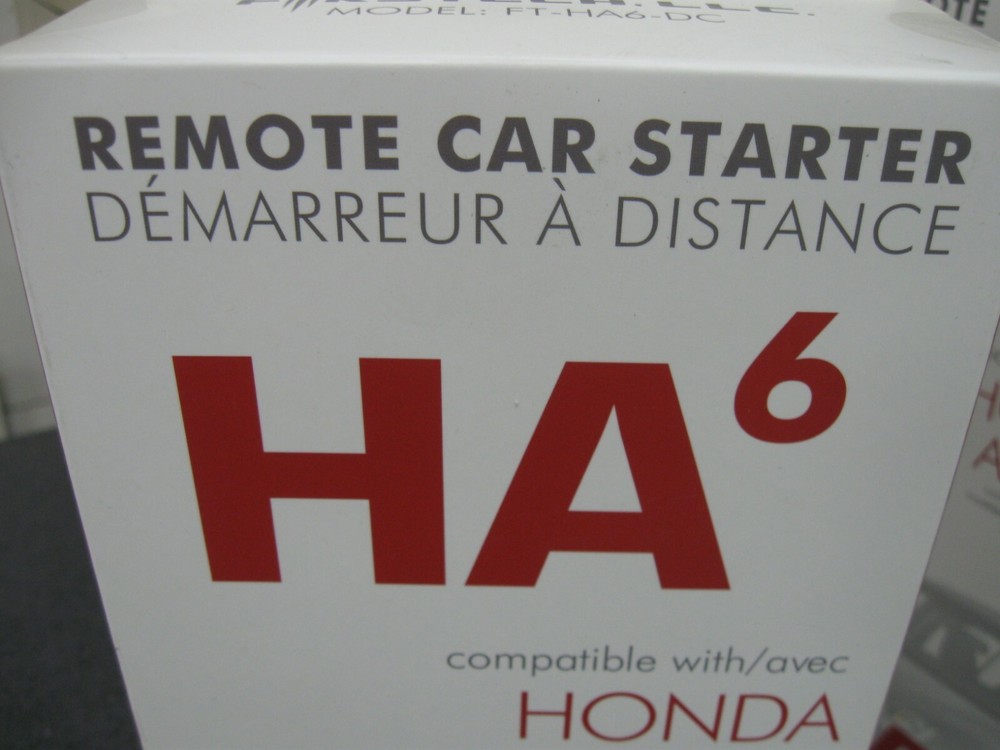 MODEL: FT-HA6-DC
REMOTE CAR STARTER
DÉMARREUR À DISTANCE
HA6
compatible with/avec
HONDA